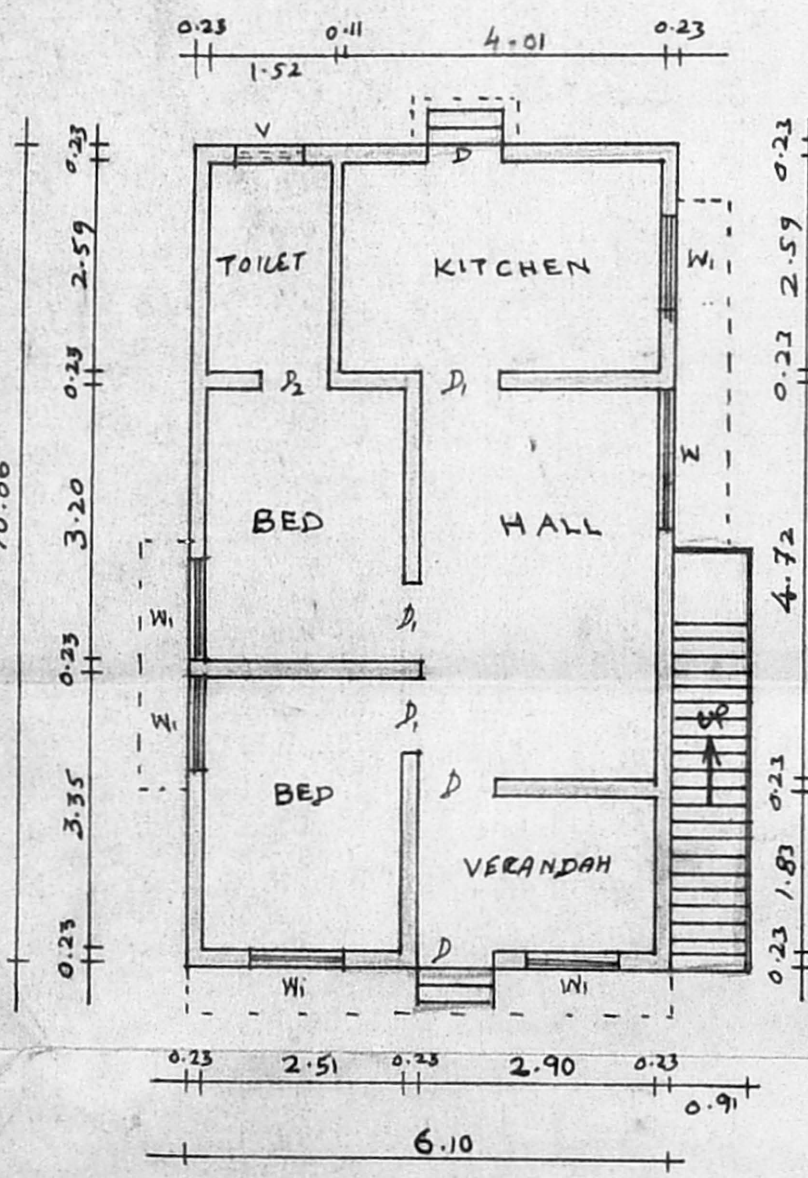 0.23 0.11 4.01 0.23
1.52
V
D
0.23
0.23
2.59
TOILET
KITCHEN
W1
2.59
0.23
D2
D1
0.23
W
3.20
BED
HALL
4.72
W1
D1
0.23
W1
D1
UP
3.35
BED
D
0.23
VERANDAH
1.83
0.23
D
0.23
W1
W1
0.23 2.51 0.23 2.90 0.23
0.91
6.10